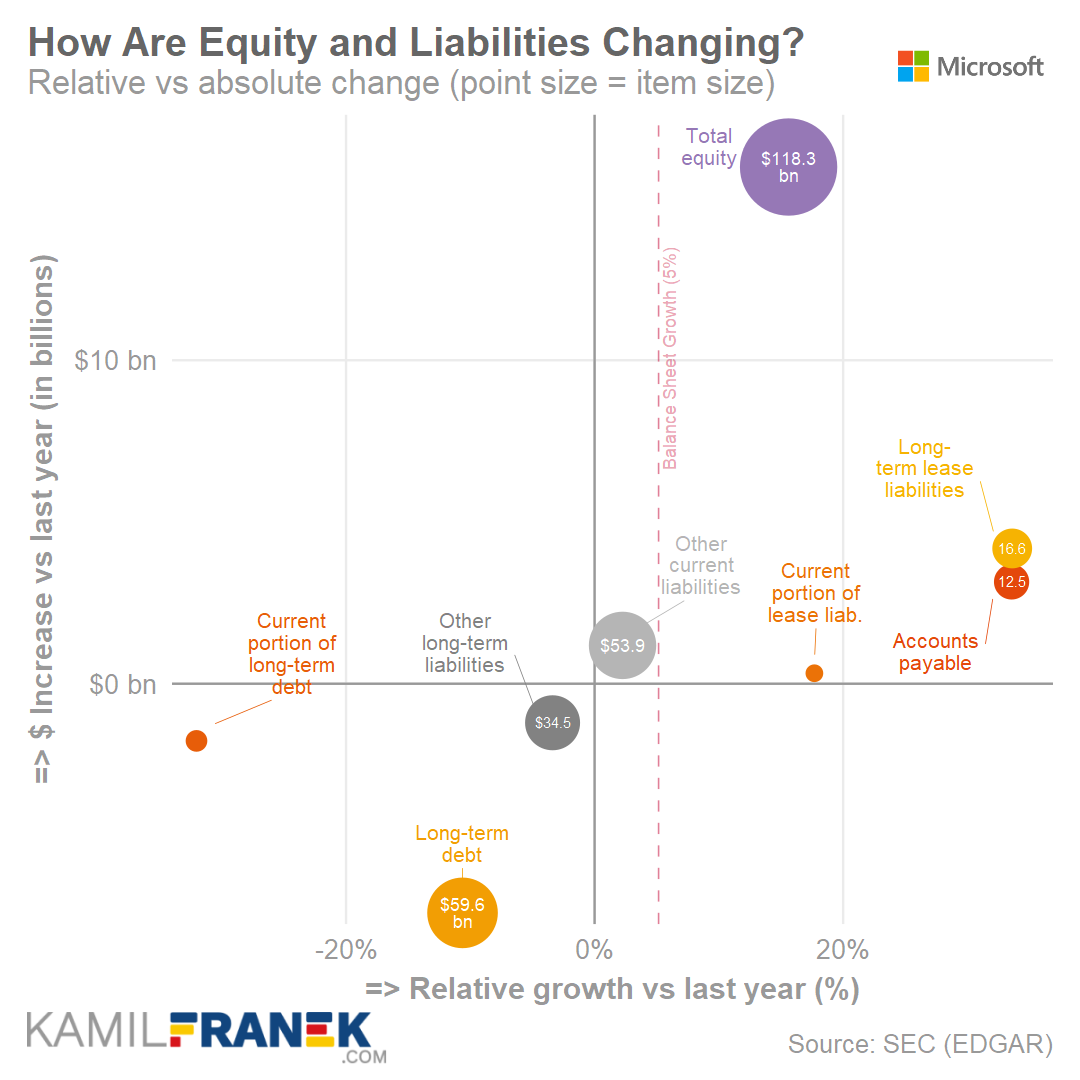 How Are Equity and Liabilities Changing?
Relative vs absolute change (point size = item size)
Microsoft
Total
equity
$118.3
bn
Balance Sheet Growth (5%)
=> $ Increase vs last year (in billions)
$10 bn
Long-
term lease
liabilities
16.6
12.5
Other
current
liabilities
Current
portion of
lease liab.
Current
portion of
long-term
debt
Other
long-term
liabilities
$53.9
Accounts
payable
$0 bn
$34.5
Long-term
debt
$59.6
bn
-20%
0%
20%
=> Relative growth vs last year (%)
KAMILFRANEK
.COM
Source: SEC (EDGAR)